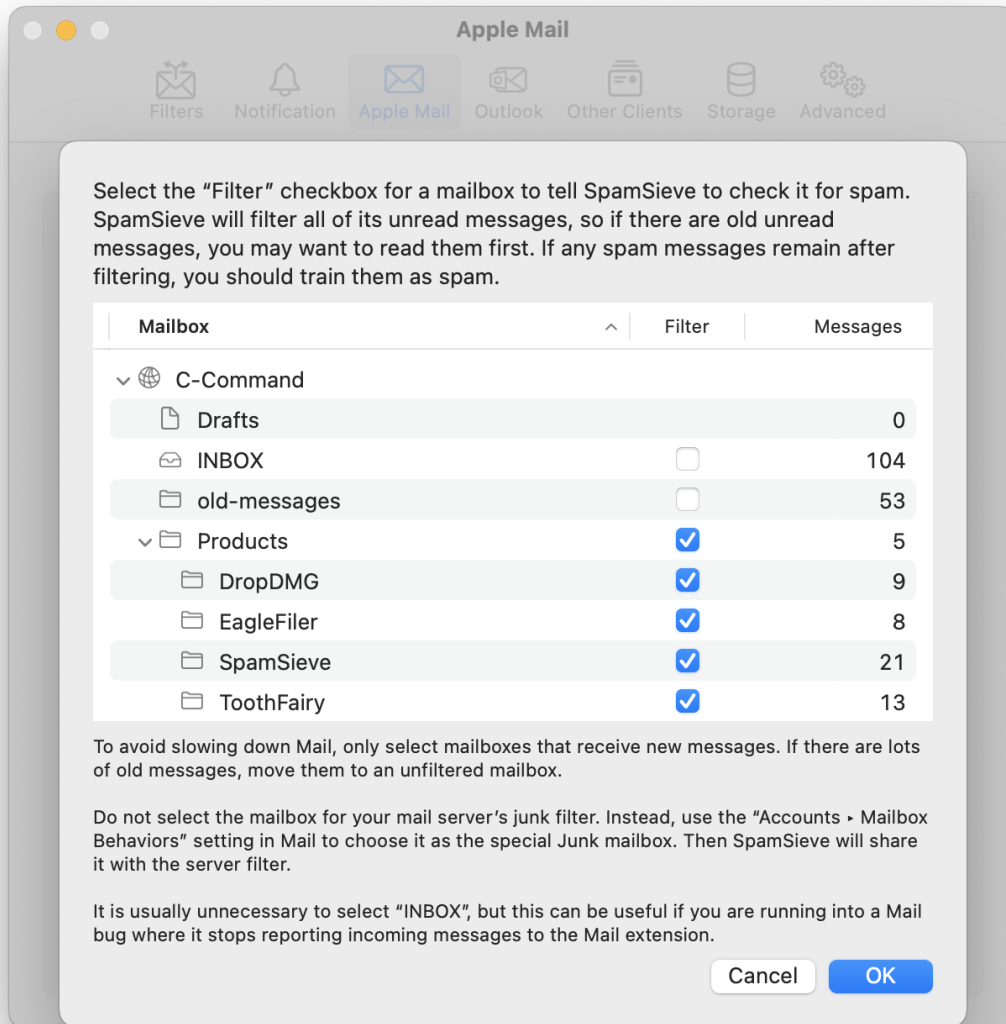 Apple Mail
Filters Notification Apple Mail Outlook Other Clients Storage Advanced
Select the “Filter” checkbox for a mailbox to tell SpamSieve to check it for spam.
SpamSieve will filter all of its unread messages, so if there are old unread
messages, you may want to read them first. If any spam messages remain after
filtering, you should train them as spam.
Mailbox Filter Messages
C-Command
Drafts 0
INBOX 104
old-messages 53
Products 5
DropDMG 9
EagleFiler 8
SpamSieve 21
ToothFairy 13
To avoid slowing down Mail, only select mailboxes that receive new messages. If there are lots
of old messages, move them to an unfiltered mailbox.
Do not select the mailbox for your mail server’s junk filter. Instead, use the “Accounts ▸ Mailbox
Behaviors” setting in Mail to choose it as the special Junk mailbox. Then SpamSieve will share
it with the server filter.
It is usually unnecessary to select “INBOX”, but this can be useful if you are running into a Mail
bug where it stops reporting incoming messages to the Mail extension.
Cancel OK